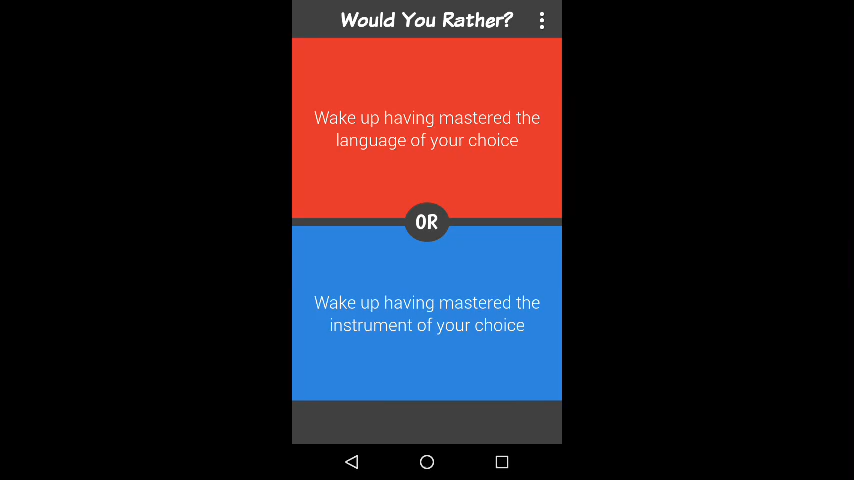 Would You Rather?
Wake up having mastered the
language of your choice
OR
Wake up having mastered the
instrument of your choice